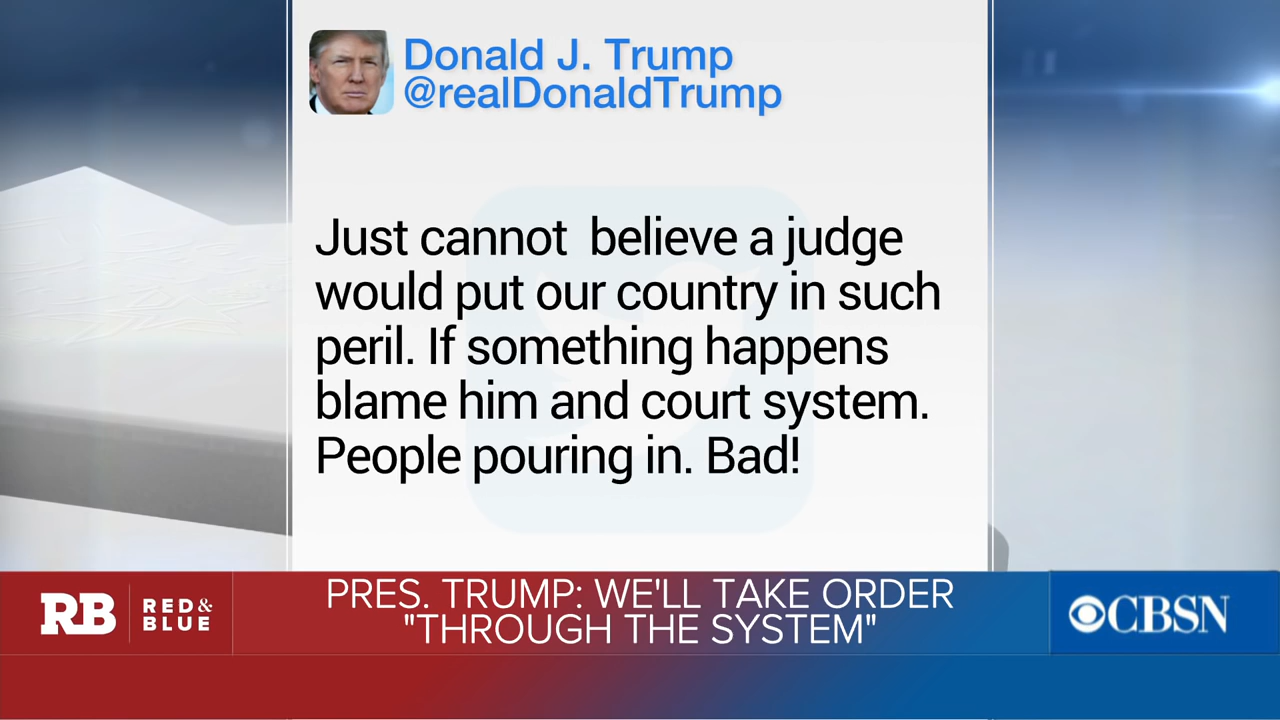 Donald J. Trump
@realDonaldTrump
Just cannot  believe a judge
would put our country in such
peril. If something happens
blame him and court system.
People pouring in. Bad!
RB
RED&
BLUE
PRES. TRUMP: WE'LL TAKE ORDER
"THROUGH THE SYSTEM"
CBSN